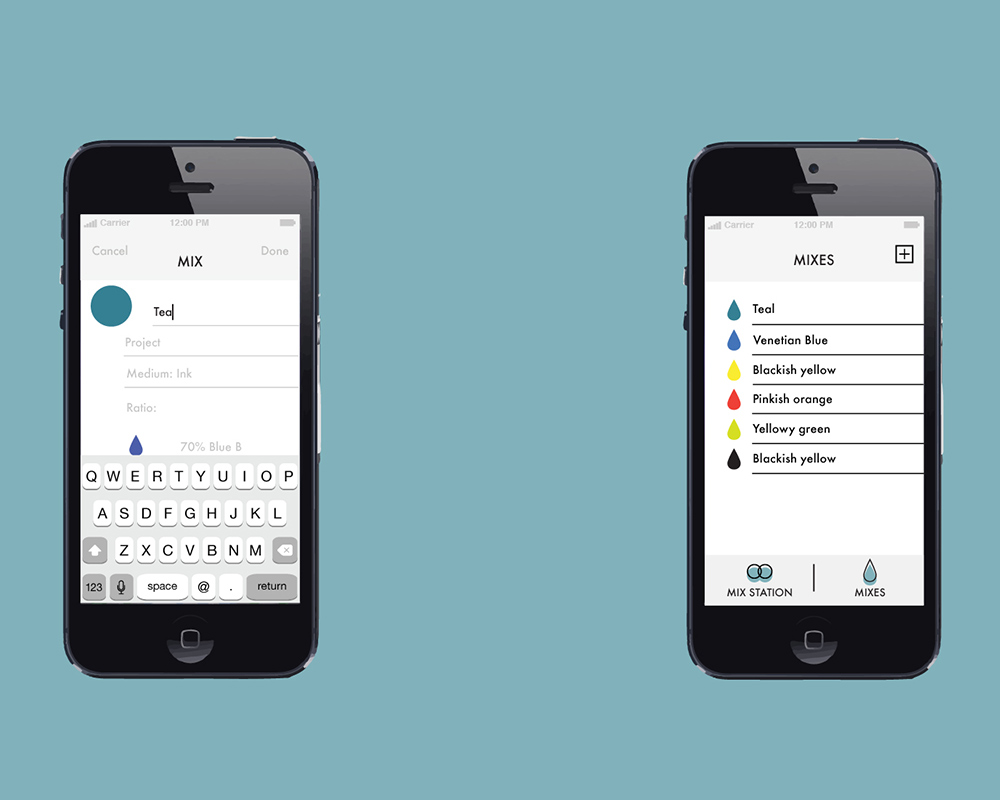 Carrier 12:00 PM
Cancel Done
MIX
Tea
Project
Medium: Ink
Ratio:
70% Blue B
Q W E R T Y U I O P
A S D F G H J K L
Z X C V B N M
123 space @ . return
Carrier 12:00 PM
MIXES
Teal
Venetian Blue
Blackish yellow
Pinkish orange
Yellowy green
Blackish yellow
MIX STATION MIXES